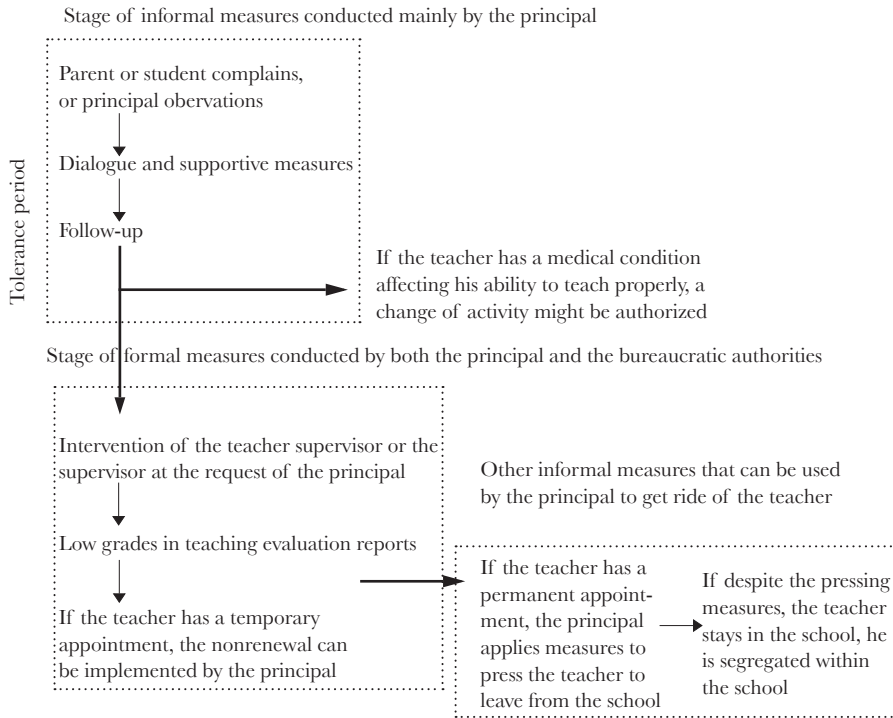 Stage of informal measures conducted mainly by the principal
Tolerance period
Parent or student complains,
or principal obervations
Dialogue and supportive measures
Follow-up
If the teacher has a medical condition
affecting his ability to teach properly, a
change of activity might be authorized
Stage of formal measures conducted by both the principal and the bureaucratic authorities
Intervention of the teacher supervisor or the
supervisor at the request of the principal
Low grades in teaching evaluation reports
If the teacher has a temporary
appointment, the nonrenewal can
be implemented by the principal
Other informal measures that can be used
by the principal to get ride of the teacher
If the teacher has a
permanent appoint-
ment, the principal
applies measures to
press the teacher to
leave from the school
If despite the pressing
measures, the teacher
stays in the school, he
is segregated within
the school